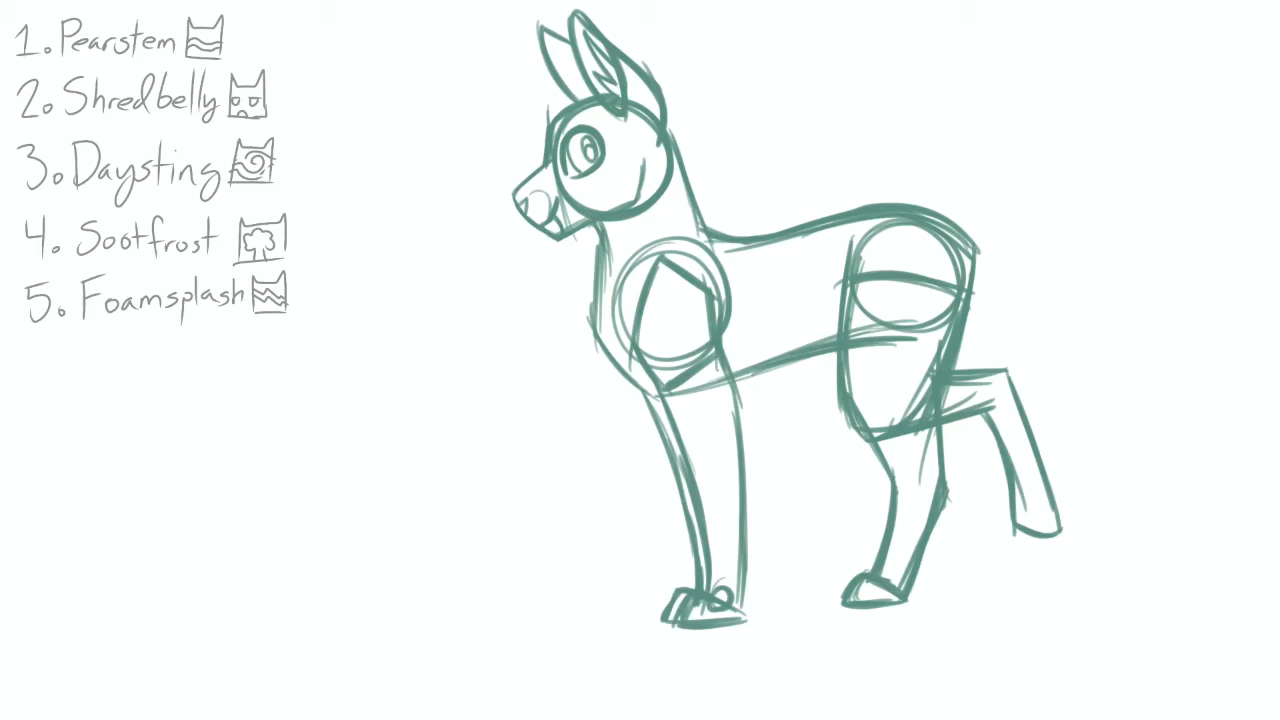 1. Pearstem
2. Shredbelly
3. Daysting
4. Sootfrost
5. Foamsplash